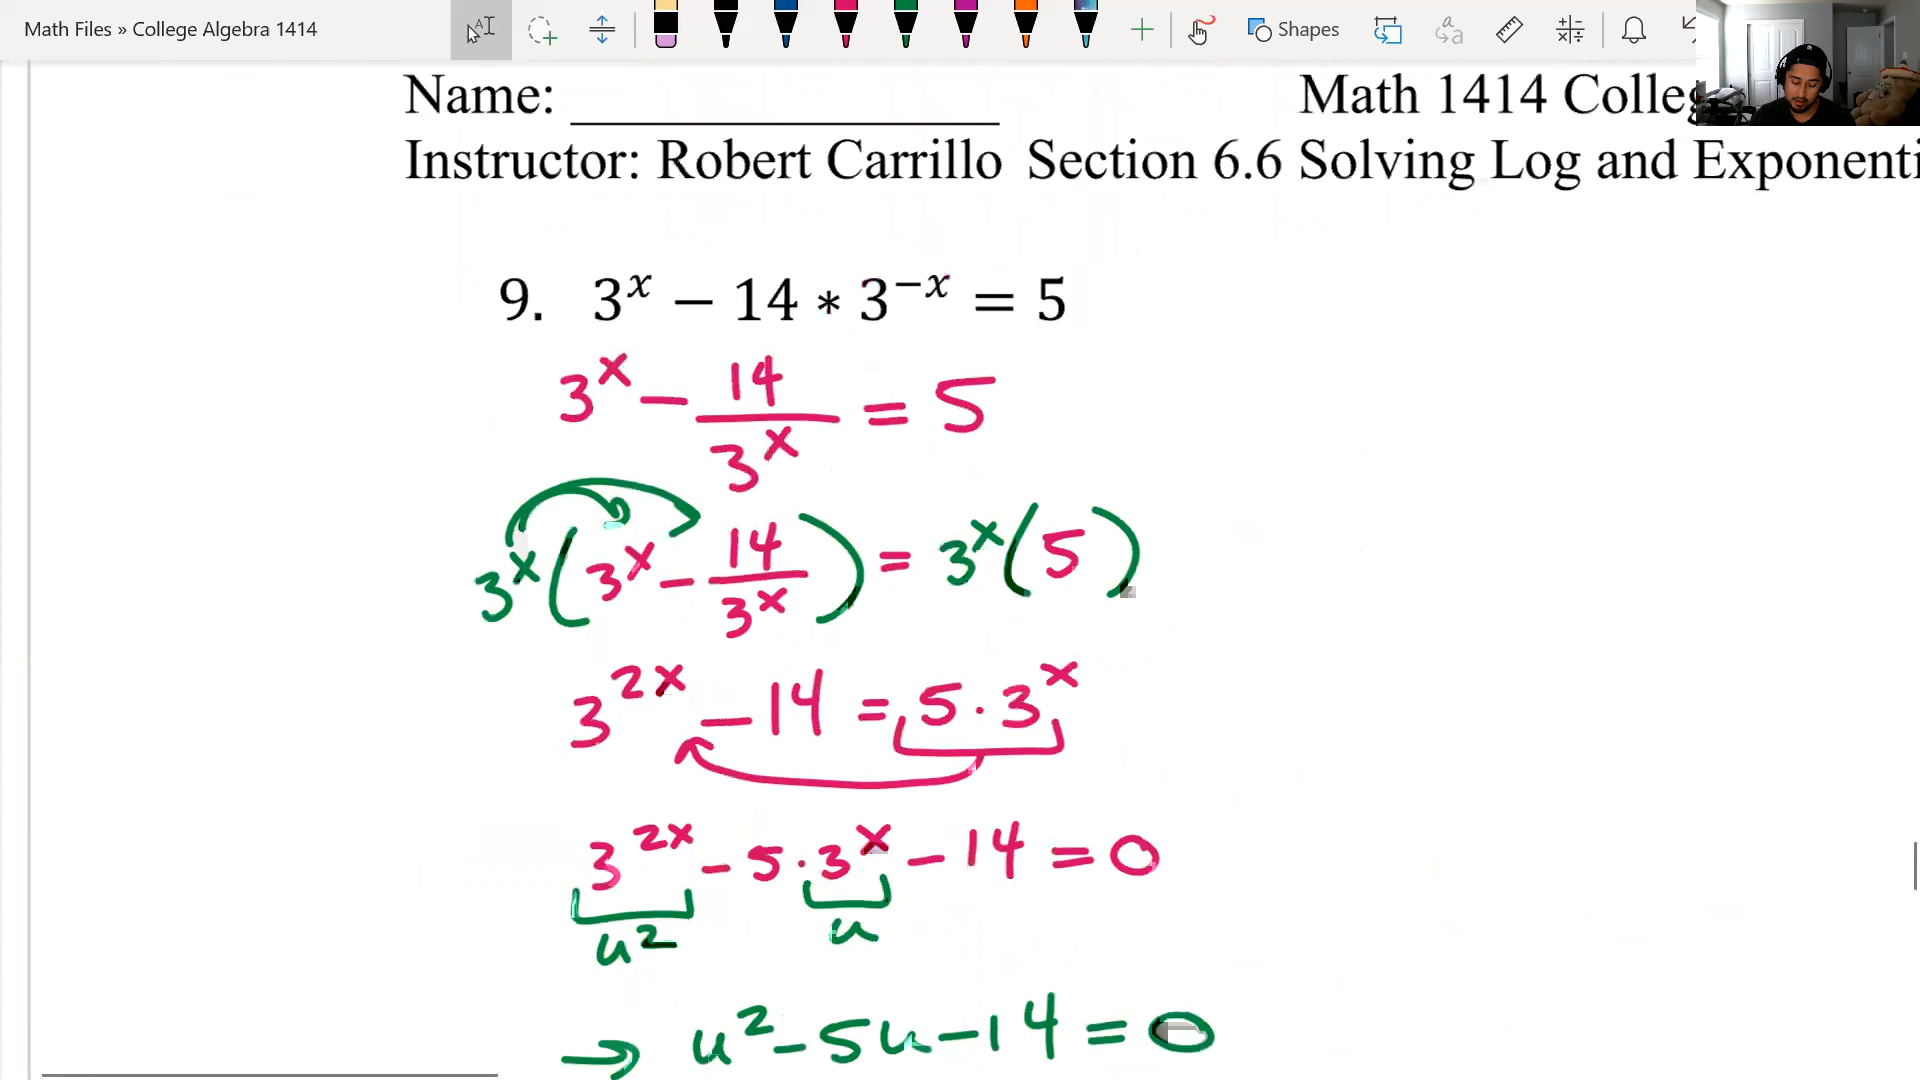 Math Files » College Algebra 1414
Shapes
Name: ______________ Math 1414 Colleg
Instructor: Robert Carrillo Section 6.6 Solving Log and Exponenti
9. 3^x − 14 * 3^{−x} = 5
3^x − 14/3^x = 5
3^x (3^x − 14/3^x) = 3^x (5)
3^{2x} − 14 = 5 · 3^x
3^{2x} − 5 · 3^x − 14 = 0
u² u
→ u² − 5u − 14 = 0